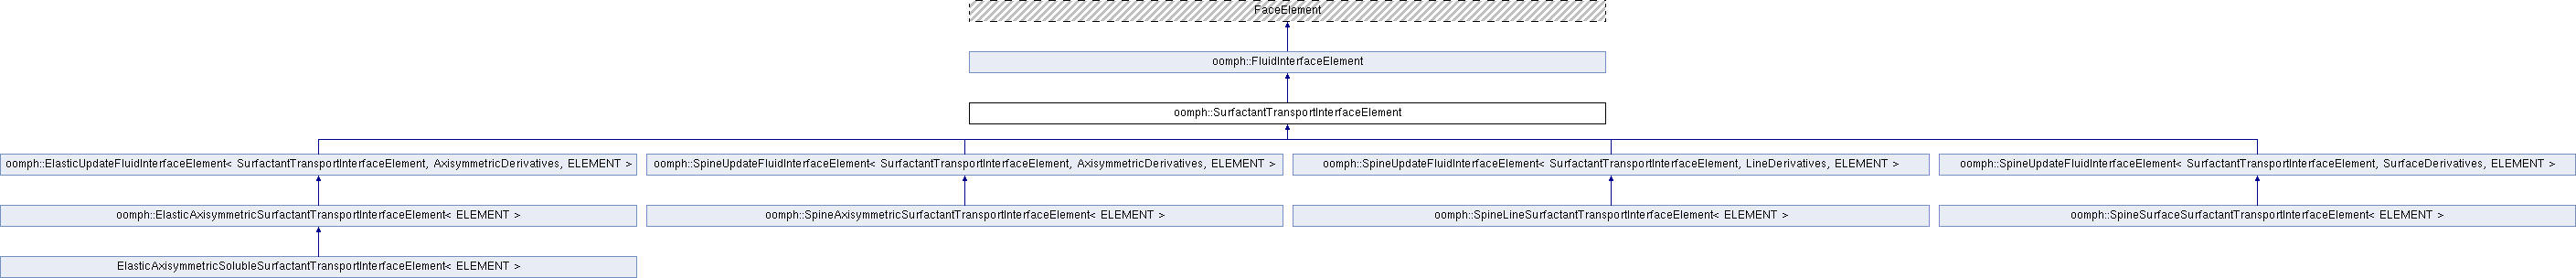 FaceElement
oomph::FluidInterfaceElement
oomph::SurfactantTransportInterfaceElement
oomph::ElasticUpdateFluidInterfaceElement< SurfactantTransportInterfaceElement, AxisymmetricDerivatives, ELEMENT >
oomph::SpineUpdateFluidInterfaceElement< SurfactantTransportInterfaceElement, AxisymmetricDerivatives, ELEMENT >
oomph::SpineUpdateFluidInterfaceElement< SurfactantTransportInterfaceElement, LineDerivatives, ELEMENT >
oomph::SpineUpdateFluidInterfaceElement< SurfactantTransportInterfaceElement, SurfaceDerivatives, ELEMENT >
oomph::ElasticAxisymmetricSurfactantTransportInterfaceElement< ELEMENT >
oomph::SpineAxisymmetricSurfactantTransportInterfaceElement< ELEMENT >
oomph::SpineLineSurfactantTransportInterfaceElement< ELEMENT >
oomph::SpineSurfaceSurfactantTransportInterfaceElement< ELEMENT >
ElasticAxisymmetricSolubleSurfactantTransportInterfaceElement< ELEMENT >